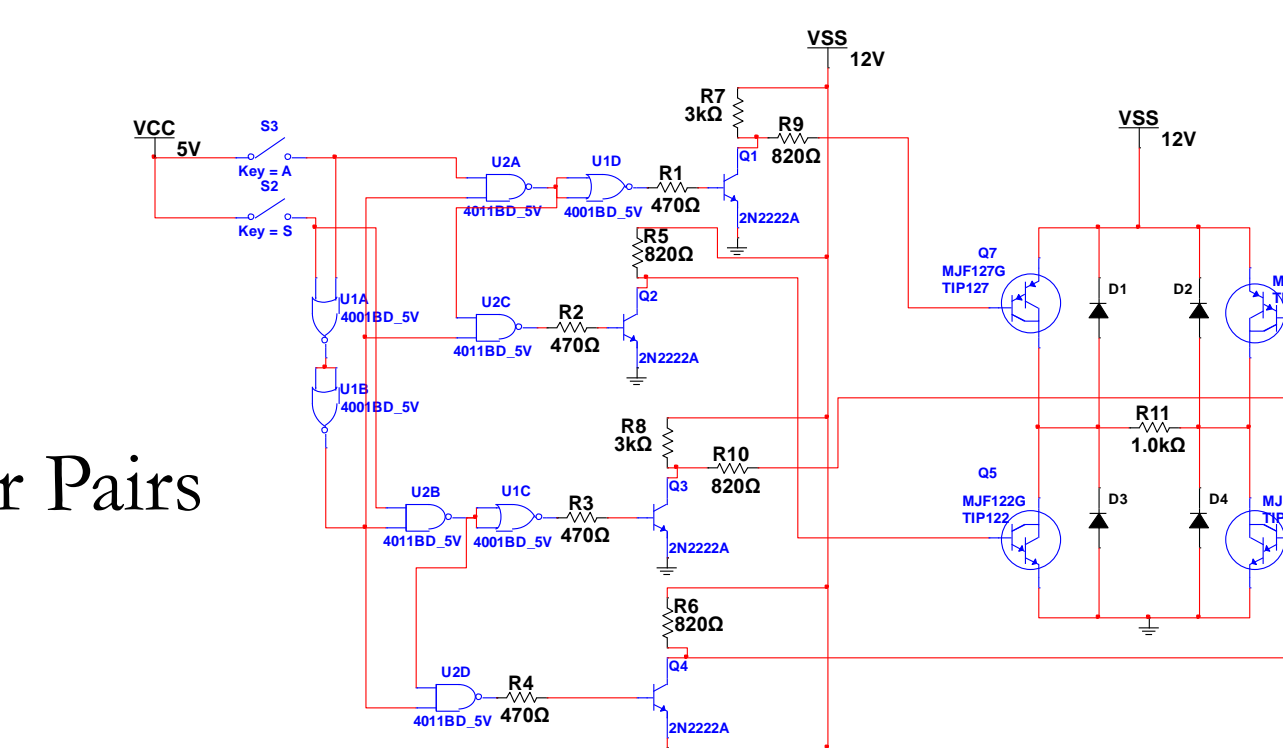 VSS
12V
R7
3kΩ
R9
820Ω
VCC
5V
S3
Key = A
S2
Key = S
U2A
4011BD_5V
U1D
4001BD_5V
R1
470Ω
Q1
2N2222A
VSS
12V
R5
820Ω
Q2
U2C
4011BD_5V
R2
470Ω
2N2222A
U1A
4001BD_5V
U1B
4001BD_5V
Q7
MJF127G
TIP127
D1
D2
R8
3kΩ
R10
820Ω
R11
1.0kΩ
r Pairs
U2B
4011BD_5V
U1C
4001BD_5V
R3
470Ω
Q3
2N2222A
Q5
MJF122G
TIP122
D3
D4
MJ
R6
820Ω
Q4
U2D
4011BD_5V
R4
470Ω
2N2222A